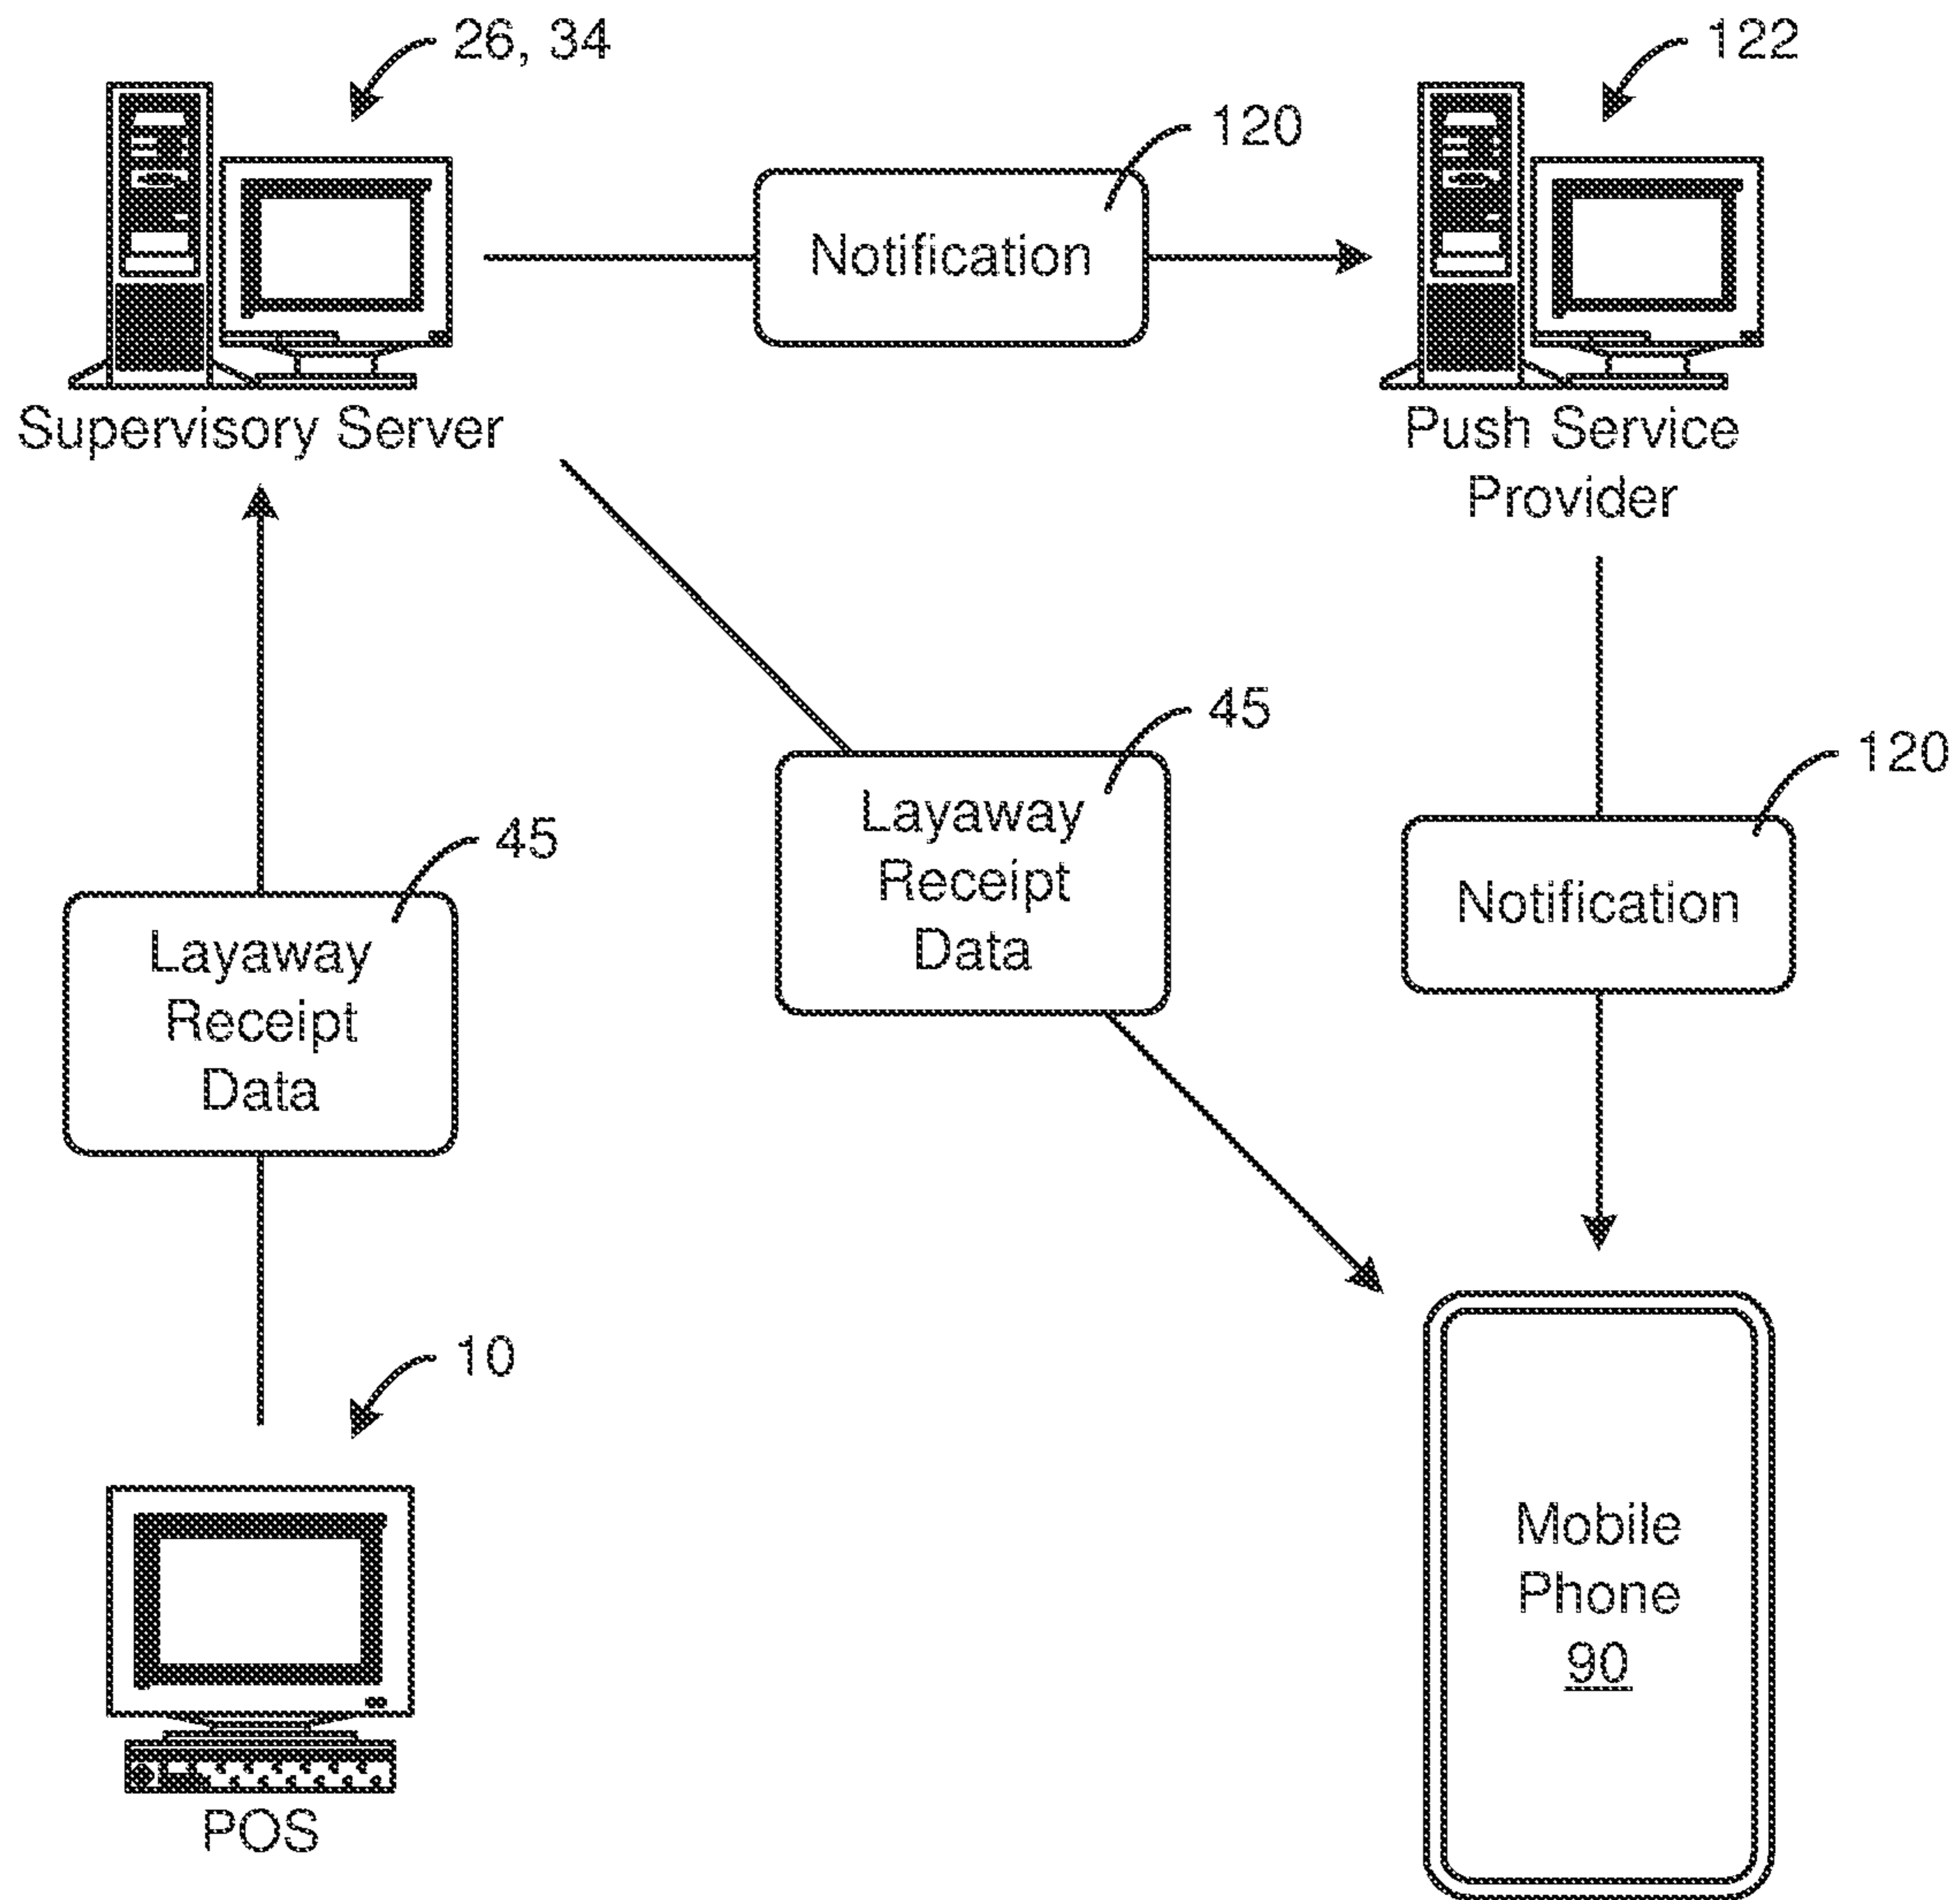 26, 34
122
120
Notification
Supervisory Server
Push Service
Provider
45
Layaway
Receipt
Data
120
Notification
45
Layaway
Receipt
Data
10
POS
Mobile
Phone
90